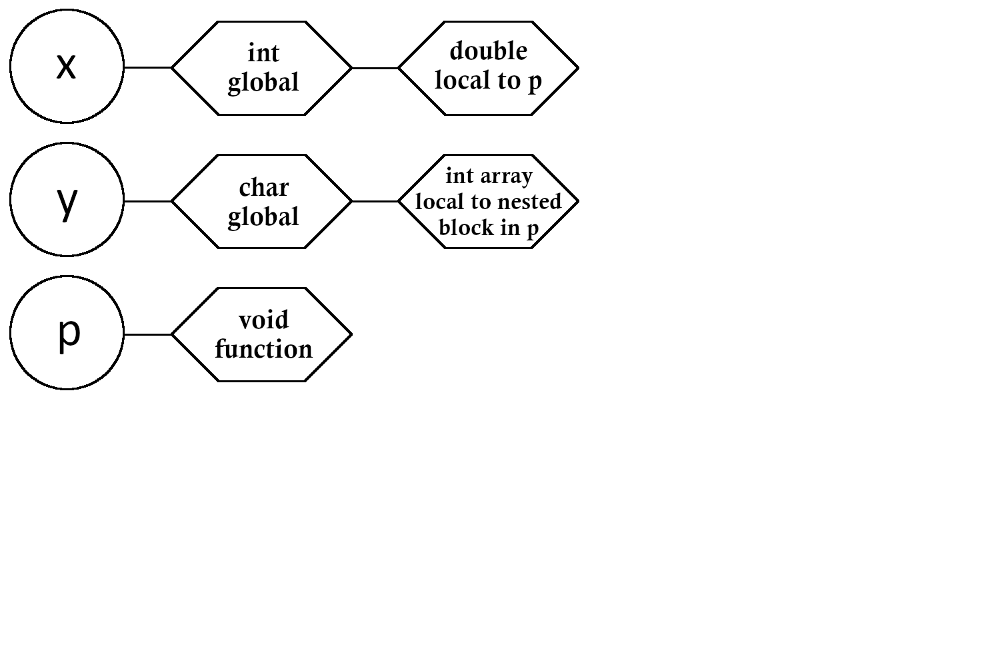 x
int
global
double
local to p
y
char
global
int array
local to nested
block in p
p
void
function